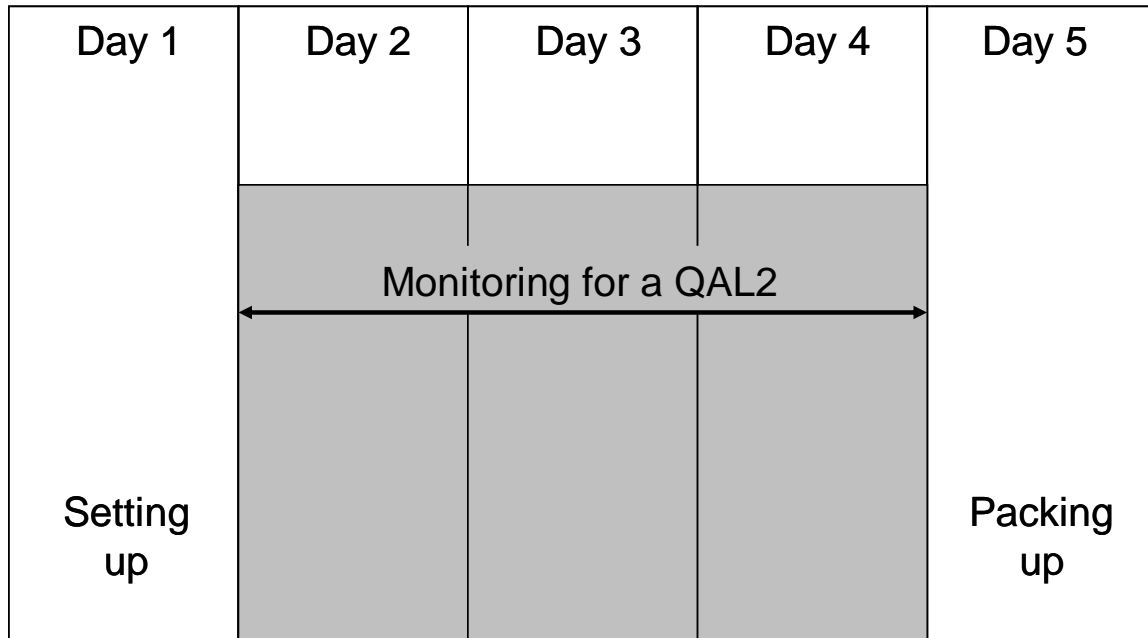 Day 1 Day 2 Day 3 Day 4 Day 5
Monitoring for a QAL2
Setting
up
Packing
up